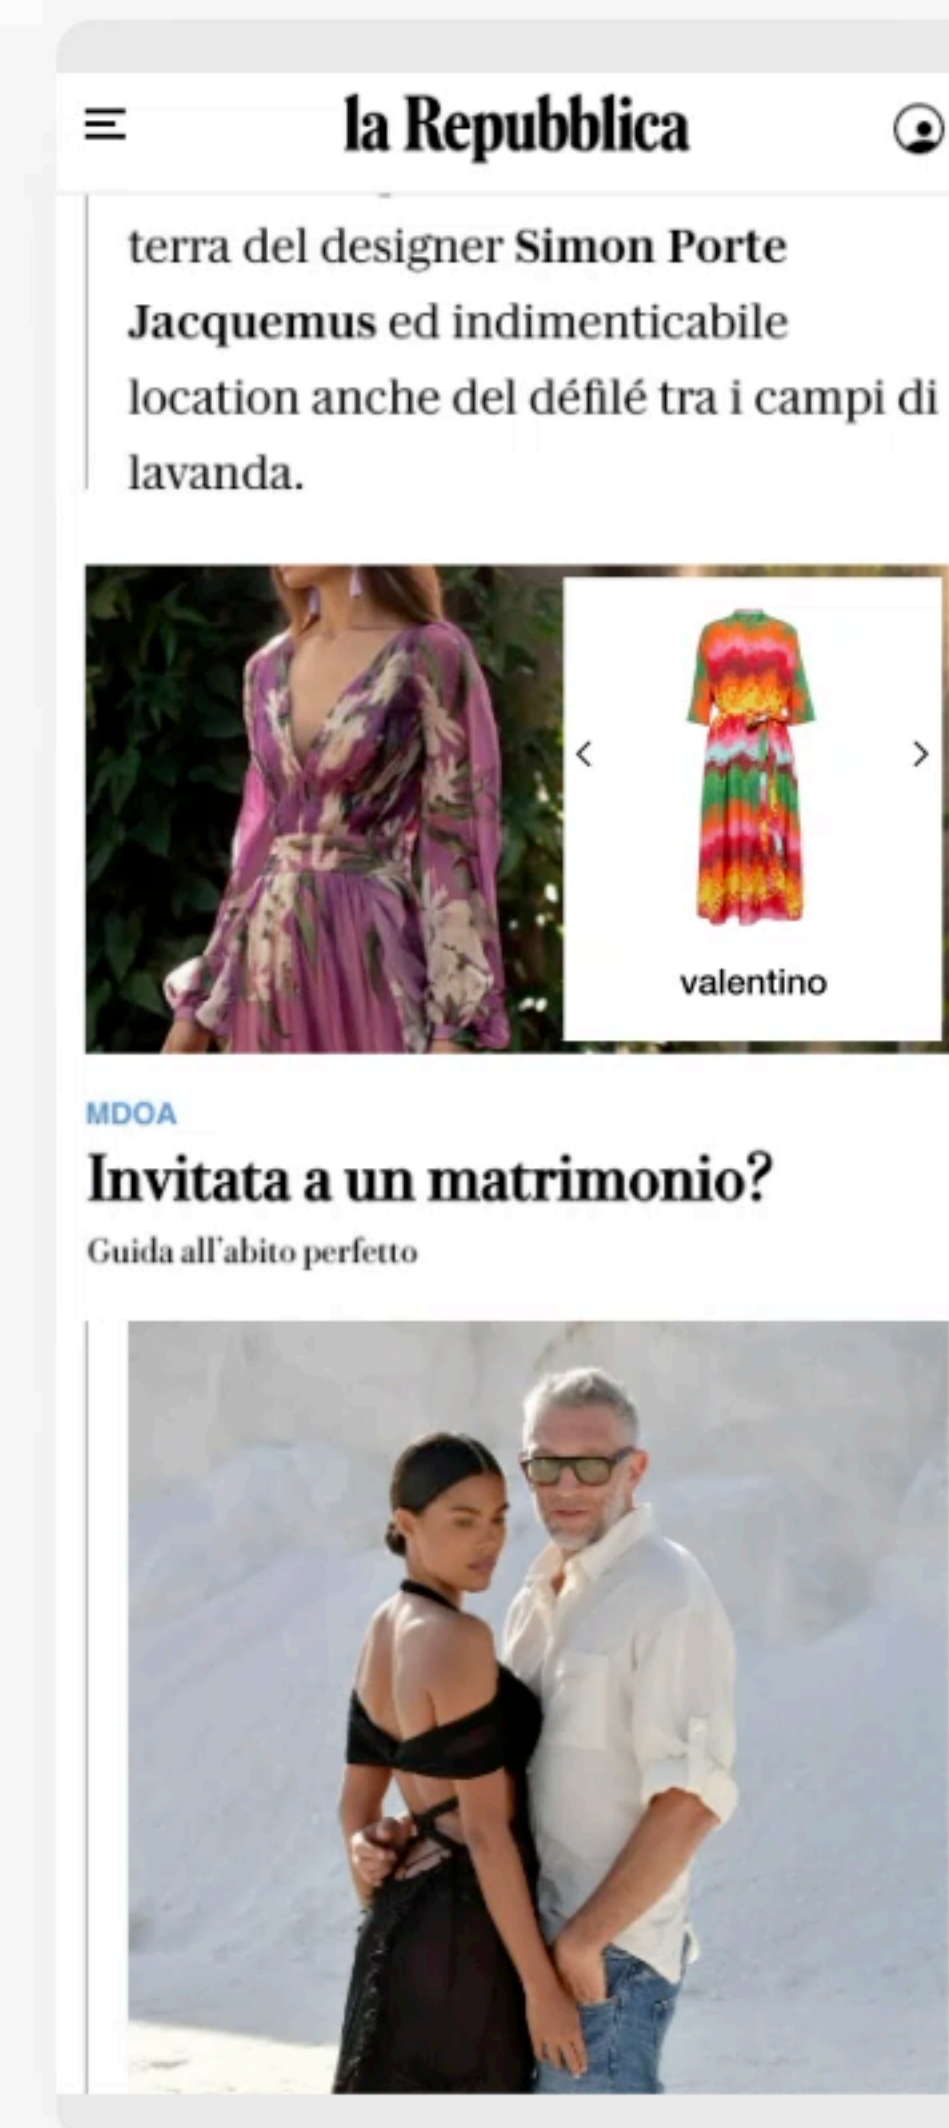 la Repubblica
terra del designer Simon Porte
Jacquemus ed indimenticabile
location anche del défilé tra i campi di
lavanda.
valentino
MDOA
Invitata a un matrimonio?
Guida all'abito perfetto